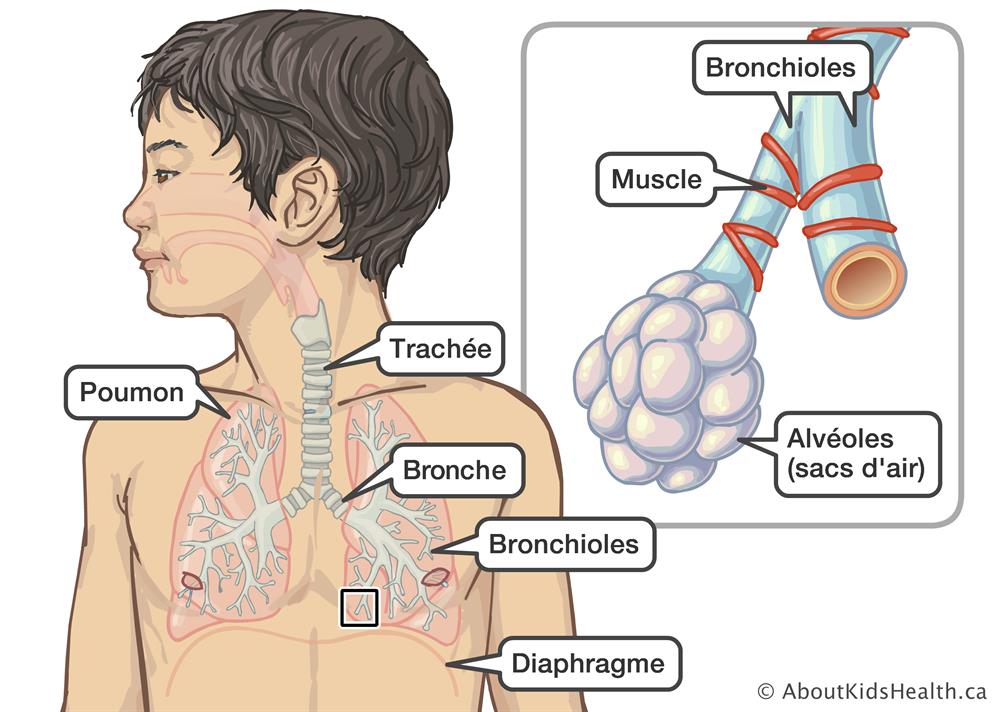 Bronchioles
Muscle
Trachée
Poumon
Alvéoles
(sacs d'air)
Bronche
Bronchioles
Diaphragme
© AboutKidsHealth.ca